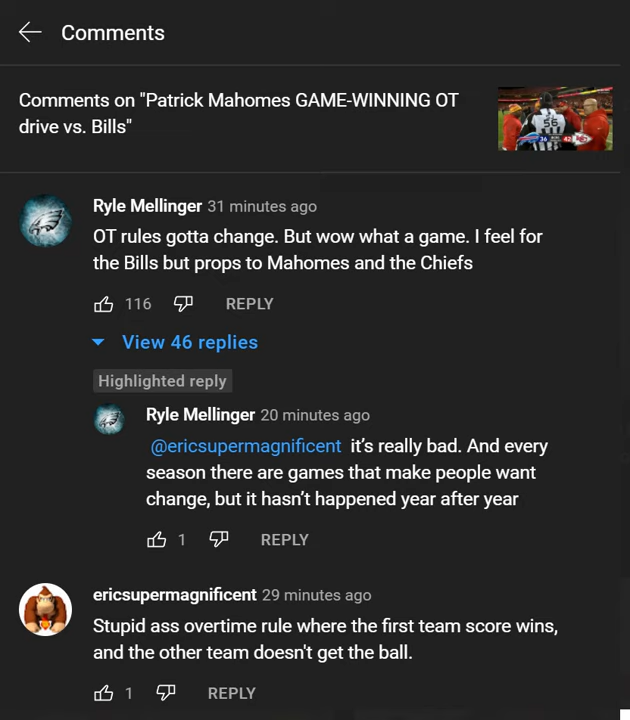 Comments
Comments on "Patrick Mahomes GAME-WINNING OT
drive vs. Bills"
56
36
42
Ryle Mellinger 31 minutes ago
OT rules gotta change. But wow what a game. I feel for
the Bills but props to Mahomes and the Chiefs
116 REPLY
View 46 replies
Highlighted reply
Ryle Mellinger 20 minutes ago
@ericsupermagnificent it’s really bad. And every
season there are games that make people want
change, but it hasn’t happened year after year
1 REPLY
ericsupermagnificent 29 minutes ago
Stupid ass overtime rule where the first team score wins,
and the other team doesn't get the ball.
1 REPLY